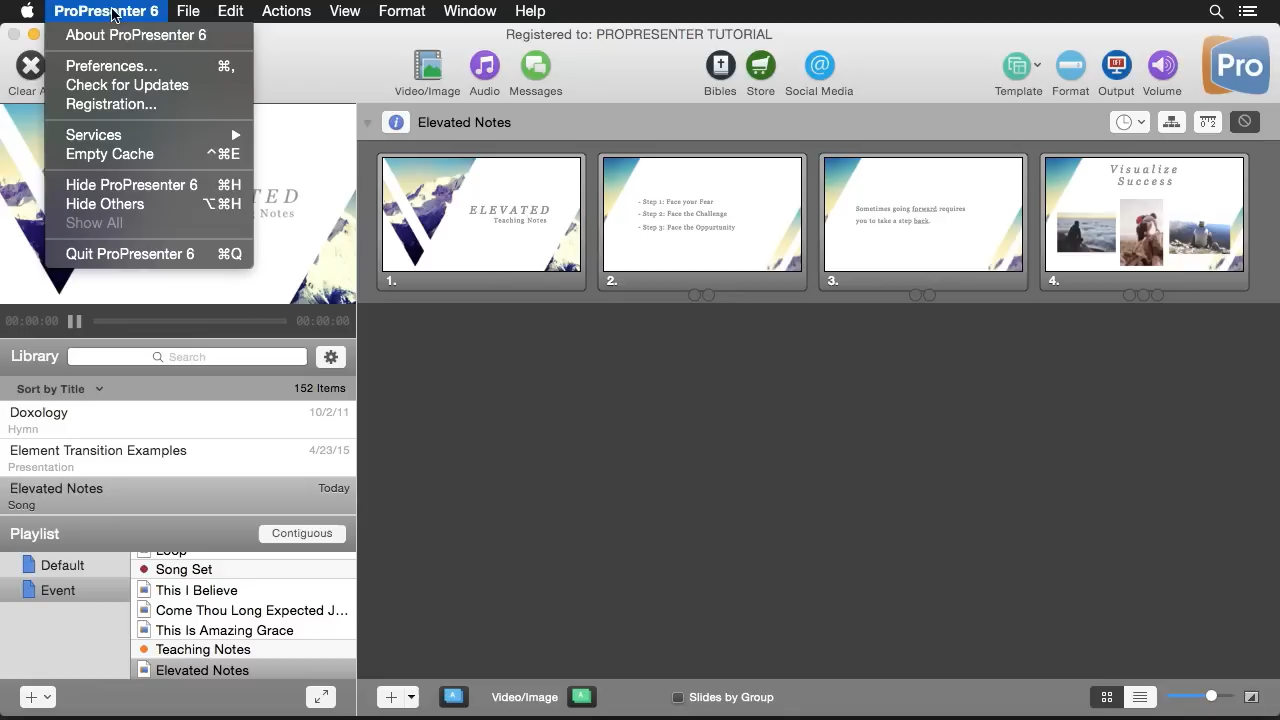 ProPresenter 6 File Edit Actions View Format Window Help
About ProPresenter 6
Preferences... ⌘,
Check for Updates
Registration...
Services
Empty Cache ^⌘E
Hide ProPresenter 6 ⌘H
Hide Others ⌥⌘H
Show All
Quit ProPresenter 6 ⌘Q
Registered to: PROPRESENTER TUTORIAL
Clear
Video/Image Audio Messages Bibles Store Social Media Template Format Output Volume
Pro
Elevated Notes
Notes
ELEVATED
Teaching Notes
1.
- Step 1: Face your Fear
- Step 2: Face the Challenge
- Step 3: Face the Oppurtunity
2.
Sometimes going forward requires
you to take a step back.
3.
Visualize
Success
4.
00:00:00 00:00:00
Library Search
Sort by Title 152 Items
Doxology 10/2/11
Hymn
Element Transition Examples 4/23/15
Presentation
Elevated Notes Today
Song
Playlist Contiguous
Default
Event
Loop
Song Set
This I Believe
Come Thou Long Expected J...
This Is Amazing Grace
Teaching Notes
Elevated Notes
Video/Image Slides by Group